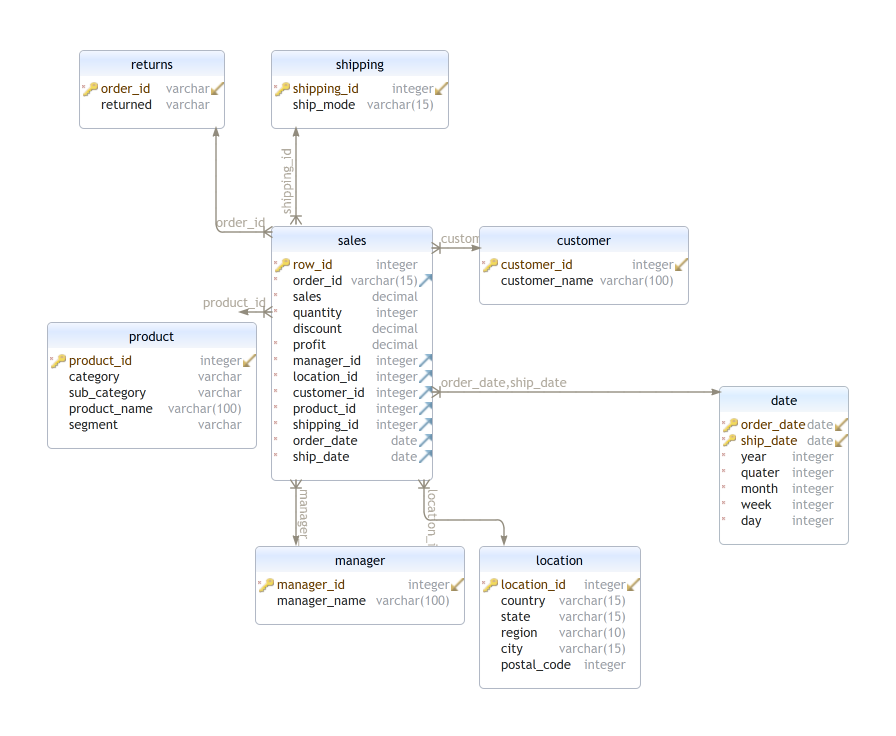 returns
order_id varchar
returned varchar
shipping
shipping_id integer
ship_mode varchar(15)
shipping_id
order_id
sales
row_id integer
order_id varchar(15)
sales decimal
quantity integer
discount decimal
profit decimal
manager_id integer
location_id integer
customer_id integer
product_id integer
shipping_id integer
order_date date
ship_date date
custom
customer
customer_id integer
customer_name varchar(100)
product_id
product
product_id integer
category varchar
sub_category varchar
product_name varchar(100)
segment varchar
order_date,ship_date
date
order_date date
ship_date date
year integer
quater integer
month integer
week integer
day integer
manager_
location_i
manager
manager_id integer
manager_name varchar(100)
location
location_id integer
country varchar(15)
state varchar(15)
region varchar(10)
city varchar(15)
postal_code integer